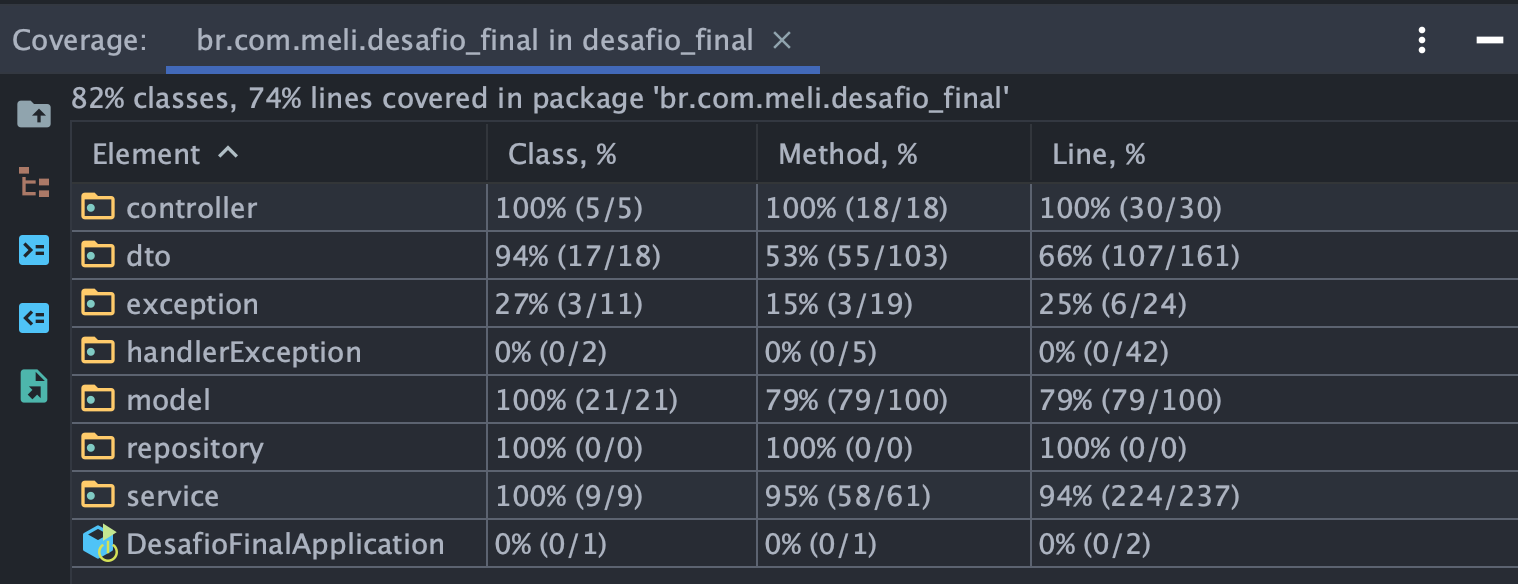 Coverage: br.com.meli.desafio_final in desafio_final
82% classes, 74% lines covered in package 'br.com.meli.desafio_final'
Element Class, % Method, % Line, %
controller 100% (5/5) 100% (18/18) 100% (30/30)
dto 94% (17/18) 53% (55/103) 66% (107/161)
exception 27% (3/11) 15% (3/19) 25% (6/24)
handlerException 0% (0/2) 0% (0/5) 0% (0/42)
model 100% (21/21) 79% (79/100) 79% (79/100)
repository 100% (0/0) 100% (0/0) 100% (0/0)
service 100% (9/9) 95% (58/61) 94% (224/237)
DesafioFinalApplication 0% (0/1) 0% (0/1) 0% (0/2)